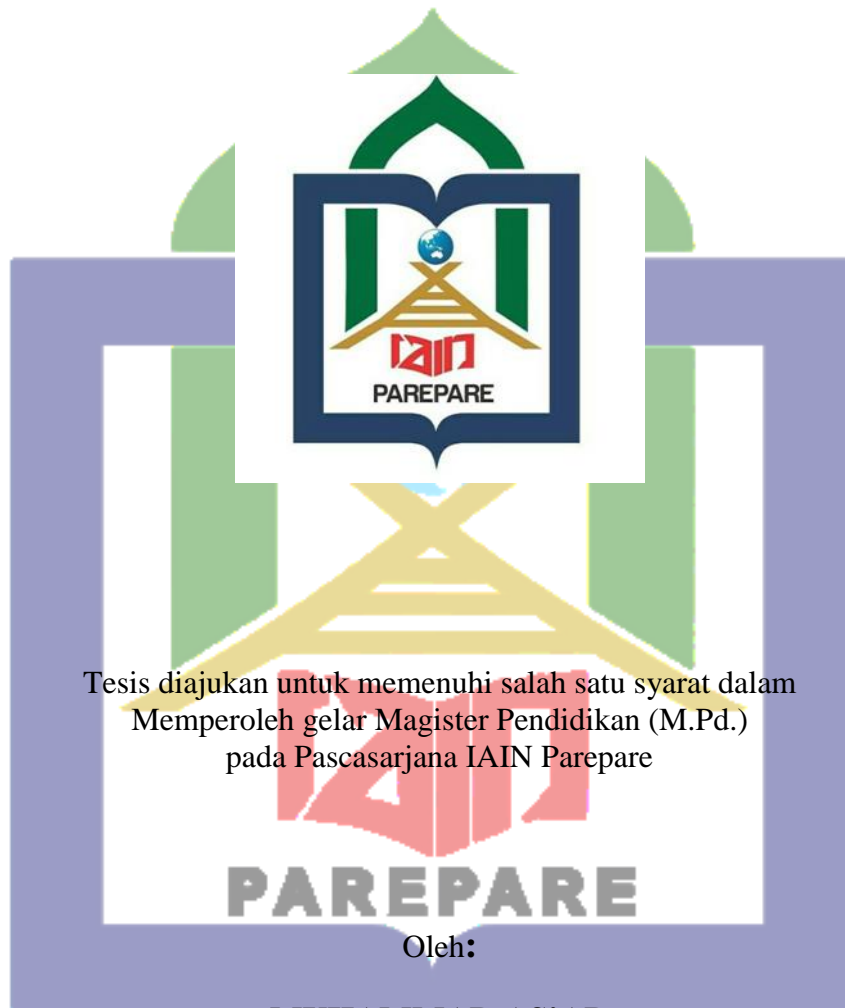 iain
PAREPARE
Tesis diajukan untuk memenuhi salah satu syarat dalam
Memperoleh gelar Magister Pendidikan (M.Pd.)
pada Pascasarjana IAIN Parepare
iain
PAREPARE
Oleh: